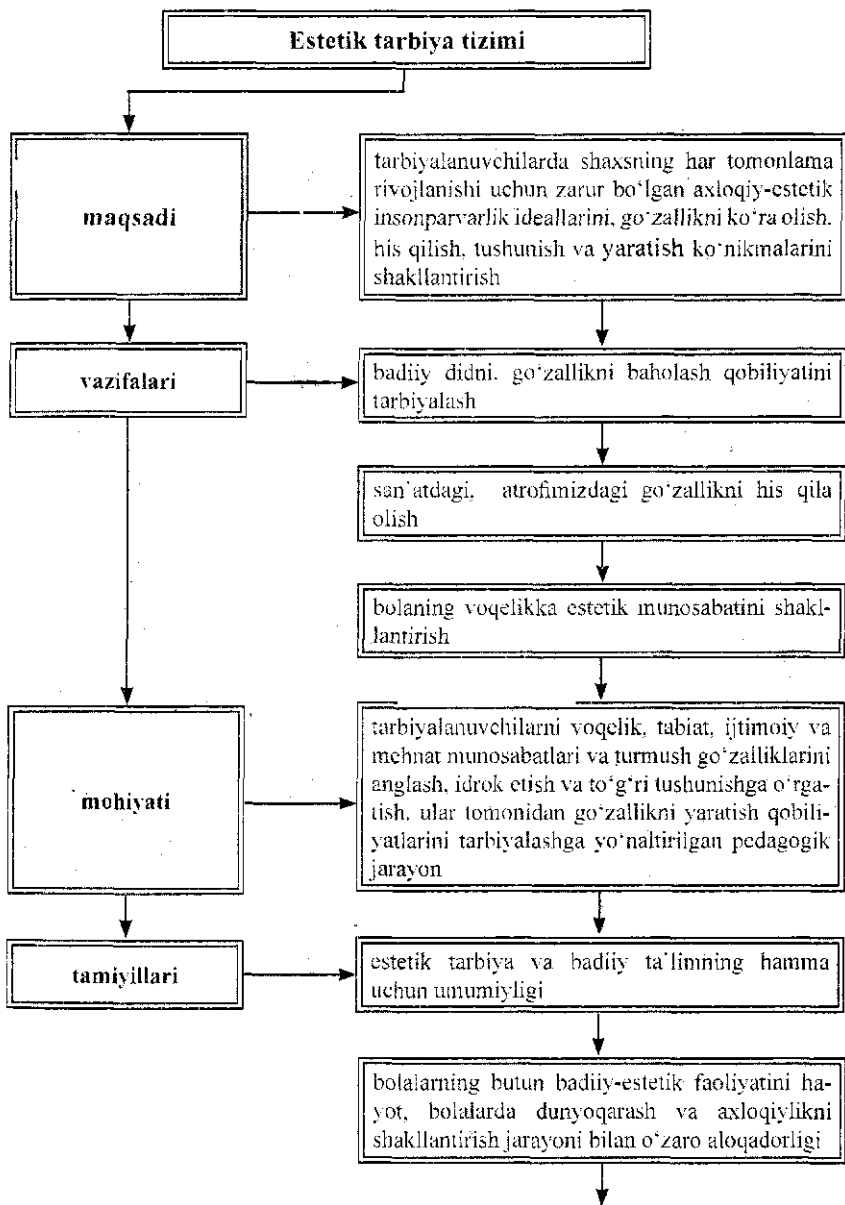 Estetik tarbiya tizimi
maqsadi
tarbiyalanuvchilarda shaxsning har tomonlama
rivojlanishi uchun zarur bo‘lgan axloqiy-estetik
insonparvarlik ideallarini, go‘zallikni ko‘ra olish.
his qilish, tushunish va yaratish ko‘nikmalarini
shakllantirish
vazifalari
badiiy didni. go‘zallikni baholash qobiliyatini
tarbiyalash
san’atdagi, atrofimizdagi go‘zallikni his qila
olish
bolaning voqelikka estetik munosabatini shakl-
lantirish
mohiyati
tarbiyalanuvchilarni voqelik, tabiat, ijtimoiy va
mehnat munosabatlari va turmush go‘zalliklarini
anglash, idrok etish va to‘g‘ri tushunishga o‘rga-
tish, ular tomonidan go‘zallikni yaratish qobili-
yatlarini tarbiyalashga yo‘naltirilgan pedagogik
jarayon
tamiyillari
estetik tarbiya va badiiy ta’limning hamma
uchun umumiyligi
bolalarning butun badiiy-estetik faoliyatini ha-
yot, bolalarda dunyoqarash va axloqiylikni
shakllantirish jarayoni bilan o‘zaro aloqadorligi